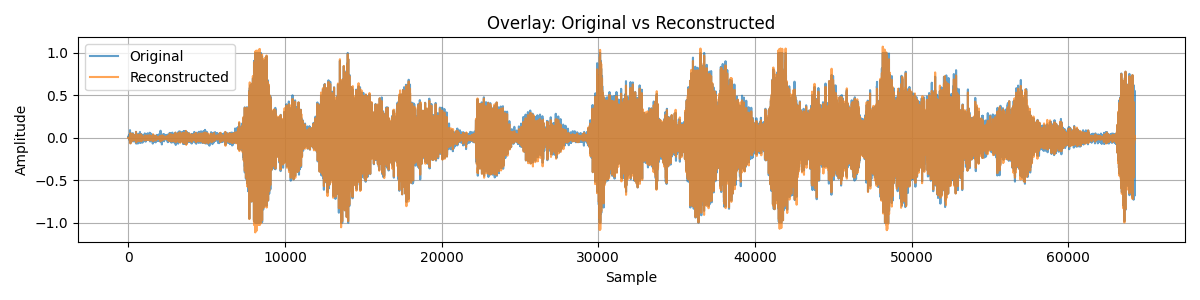 Overlay: Original vs Reconstructed
Original
Reconstructed
1.0
0.5
0.0
−0.5
−1.0
Amplitude
0 10000 20000 30000 40000 50000 60000
Sample